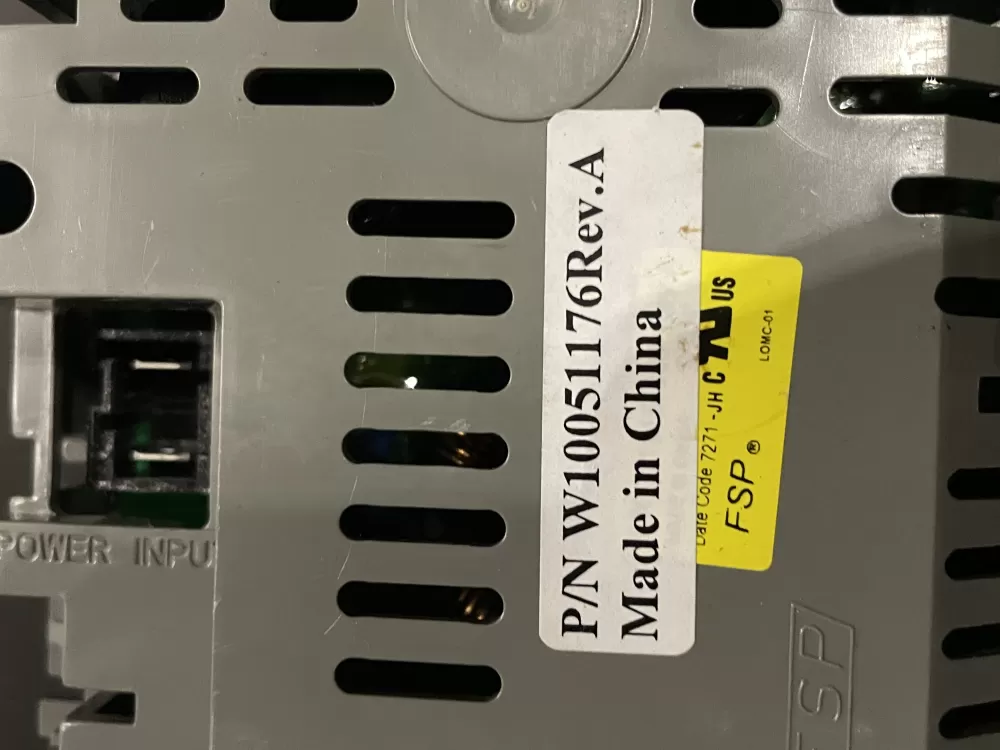 P/N W10051176Rev.A
Made in China
Date Code 7271-JH
C US
FSP ®
LOMC-01
POWER INPU
FSP